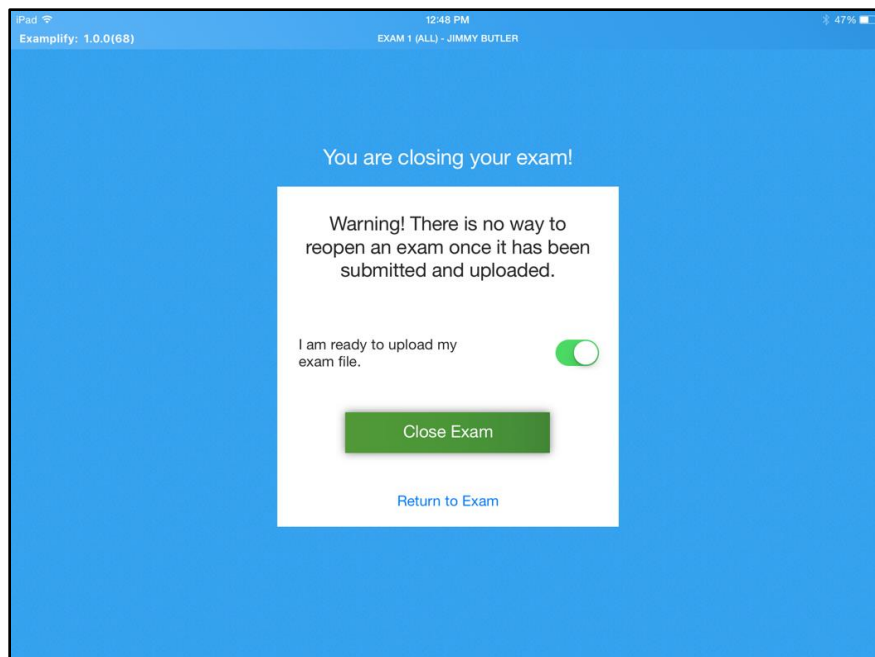 iPad 12:48 PM 47%
Examplify: 1.0.0(68) EXAM 1 (ALL) - JIMMY BUTLER
You are closing your exam!
Warning! There is no way to
reopen an exam once it has been
submitted and uploaded.
I am ready to upload my
exam file.
Close Exam
Return to Exam